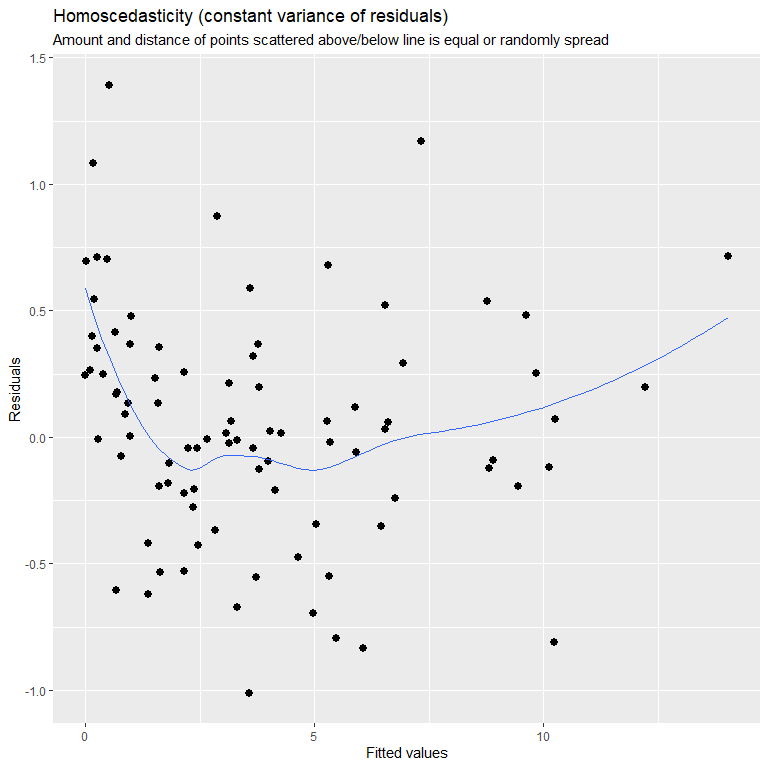 Homoscedasticity (constant variance of residuals)
Amount and distance of points scattered above/below line is equal or randomly spread
1.5
1.0
0.5
0.0
-0.5
-1.0
Residuals
0
5
10
Fitted values